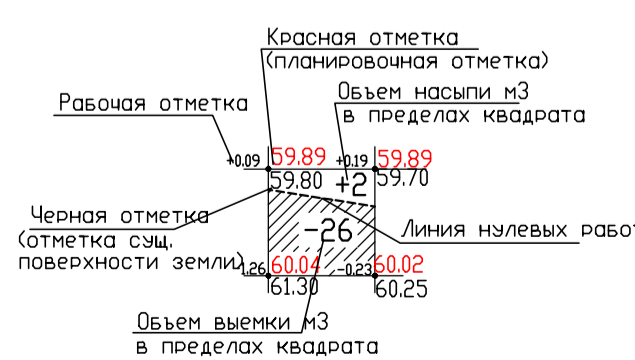 Красная отметка
(планировочная отметка)
Объем насыпи м3
в пределах квадрата
Рабочая отметка
+0.09 59.89 +0.19 59.89
59.80 +2 59.70
Черная отметка
(отметка сущ.
поверхности земли)
Линия нулевых работ
-26
-1.26 60.04 -0.23 60.02
61.30 60.25
Объем выемки м3
в пределах квадрата